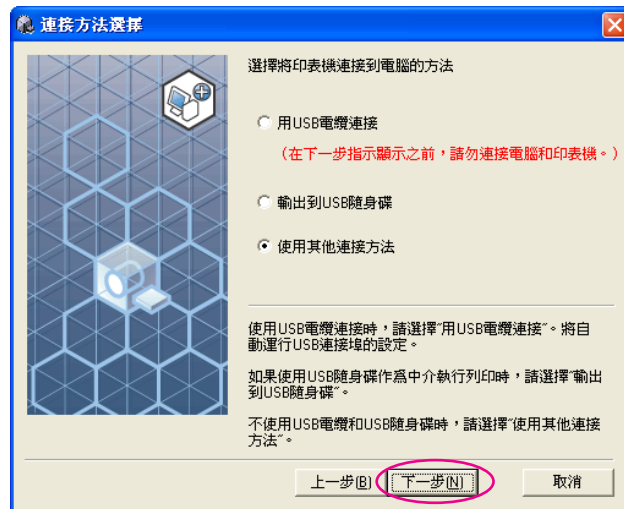 連接方法選擇
選擇將印表機連接到電腦的方法
用USB電纜連接
(在下一步指示顯示之前，請勿連接電腦和印表機。)
輸出到USB隨身碟
使用其他連接方法
使用USB電纜連接時，請選擇"用USB電纜連接"。將自
動運行USB連接埠的設定。
如果使用USB隨身碟作爲中介執行列印時，請選擇"輸出
到USB隨身碟"。
不使用USB電纜和USB隨身碟時，請選擇"使用其他連接
方法"。
上一步(B) 下一步(N) 取消